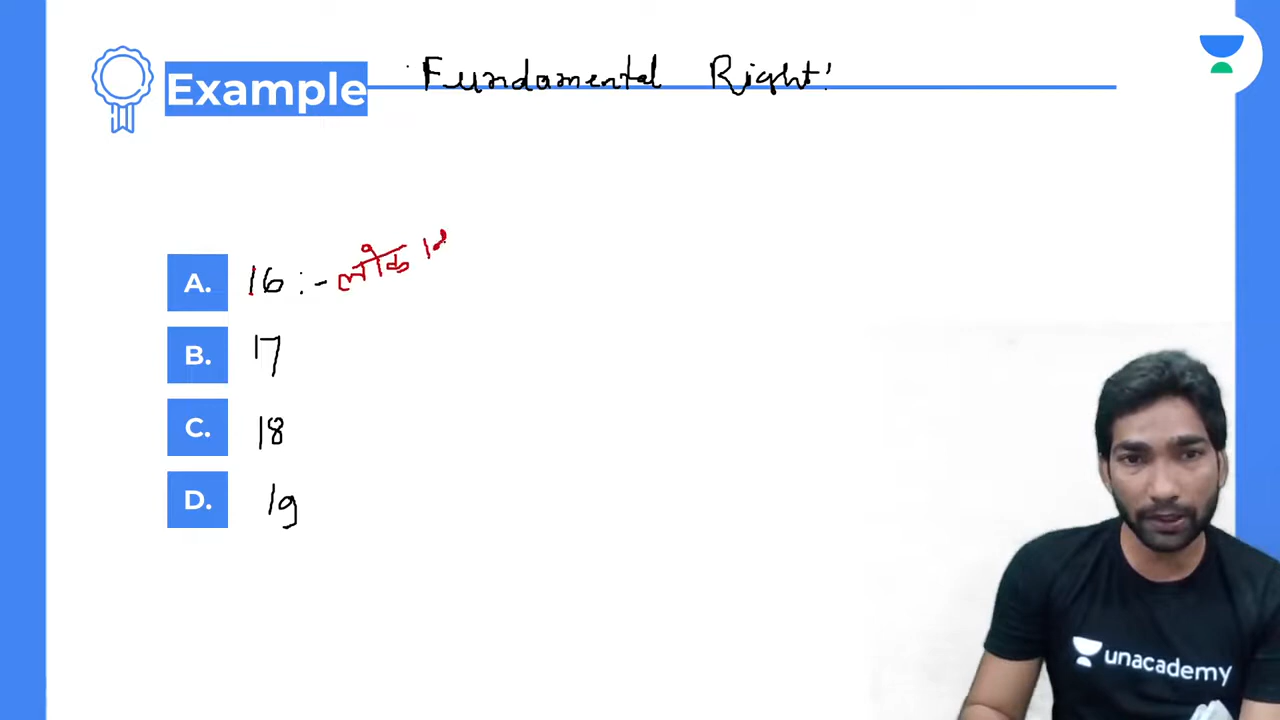 Example Fundamental Right
A. 16 :-
B. 17
C. 18
D. 19
unacademy